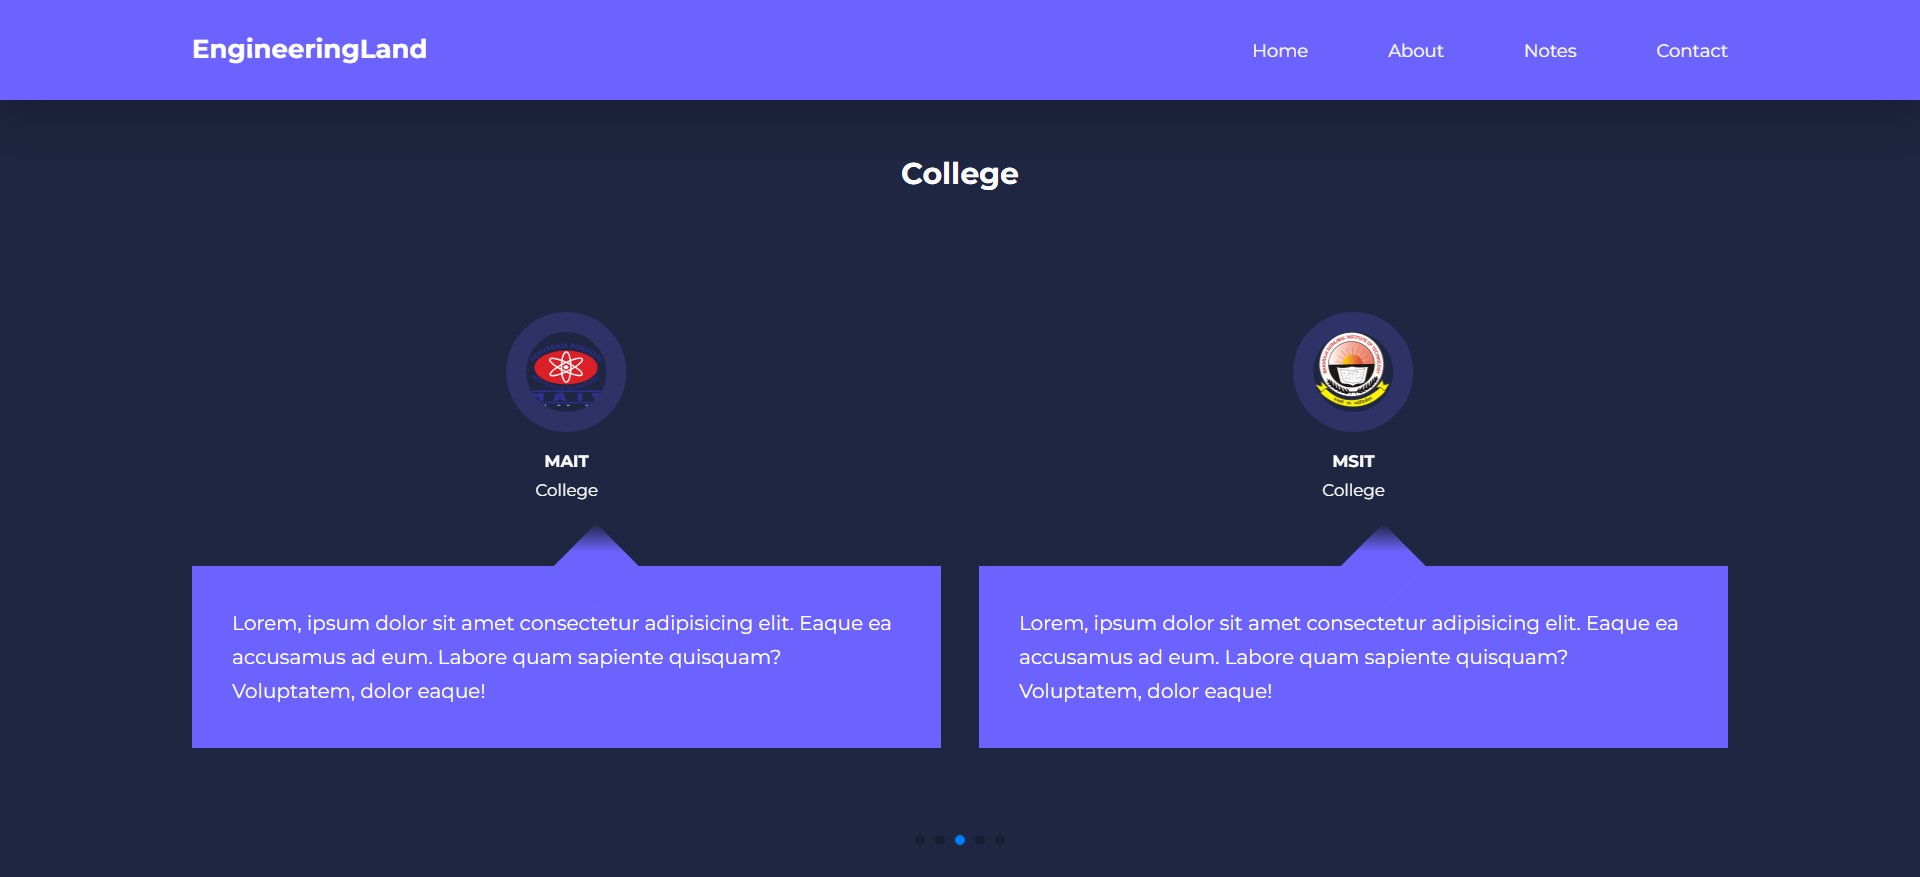 EngineeringLand
Home
About
Notes
Contact
College
MAIT
College
Lorem, ipsum dolor sit amet consectetur adipisicing elit. Eaque ea
accusamus ad eum. Labore quam sapiente quisquam?
Voluptatem, dolor eaque!
MSIT
College
Lorem, ipsum dolor sit amet consectetur adipisicing elit. Eaque ea
accusamus ad eum. Labore quam sapiente quisquam?
Voluptatem, dolor eaque!